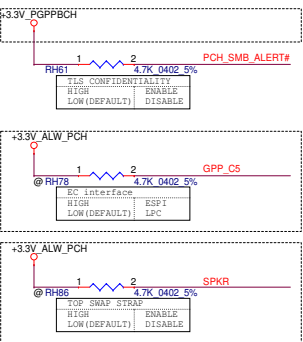 +3.3V_PGPPBCH
1 2 PCH_SMB_ALERT#
RH61 4.7K_0402_5%
TLS CONFIDENTIALITY
HIGH ENABLE
LOW(DEFAULT) DISABLE
+3.3V_ALW_PCH
1 2 GPP_C5
@ RH78 4.7K_0402_5%
EC interface
HIGH ESPI
LOW(DEFAULT) LPC
+3.3V_ALW_PCH
1 2 SPKR
@ RH86 4.7K_0402_5%
TOP SWAP STRAP
HIGH ENABLE
LOW(DEFAULT) DISABLE